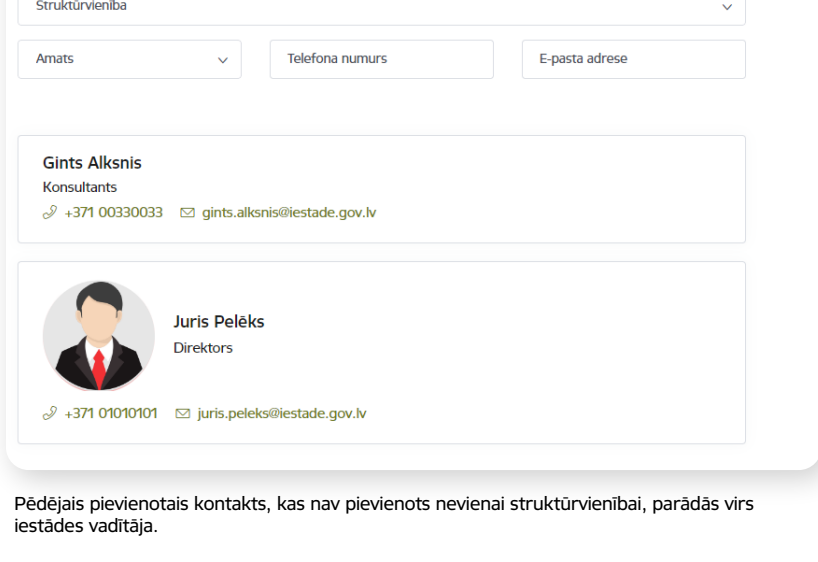 Struktūrvienība
Amats
Telefona numurs
E-pasta adrese
Gints Alksnis
Konsultants
+371 00330033 gints.alksnis@iestade.gov.lv
Juris Pelēks
Direktors
+371 01010101 juris.peleks@iestade.gov.lv
Pēdējais pievienotais kontakts, kas nav pievienots nevienai struktūrvienībai, parādās virs
iestādes vadītāja.